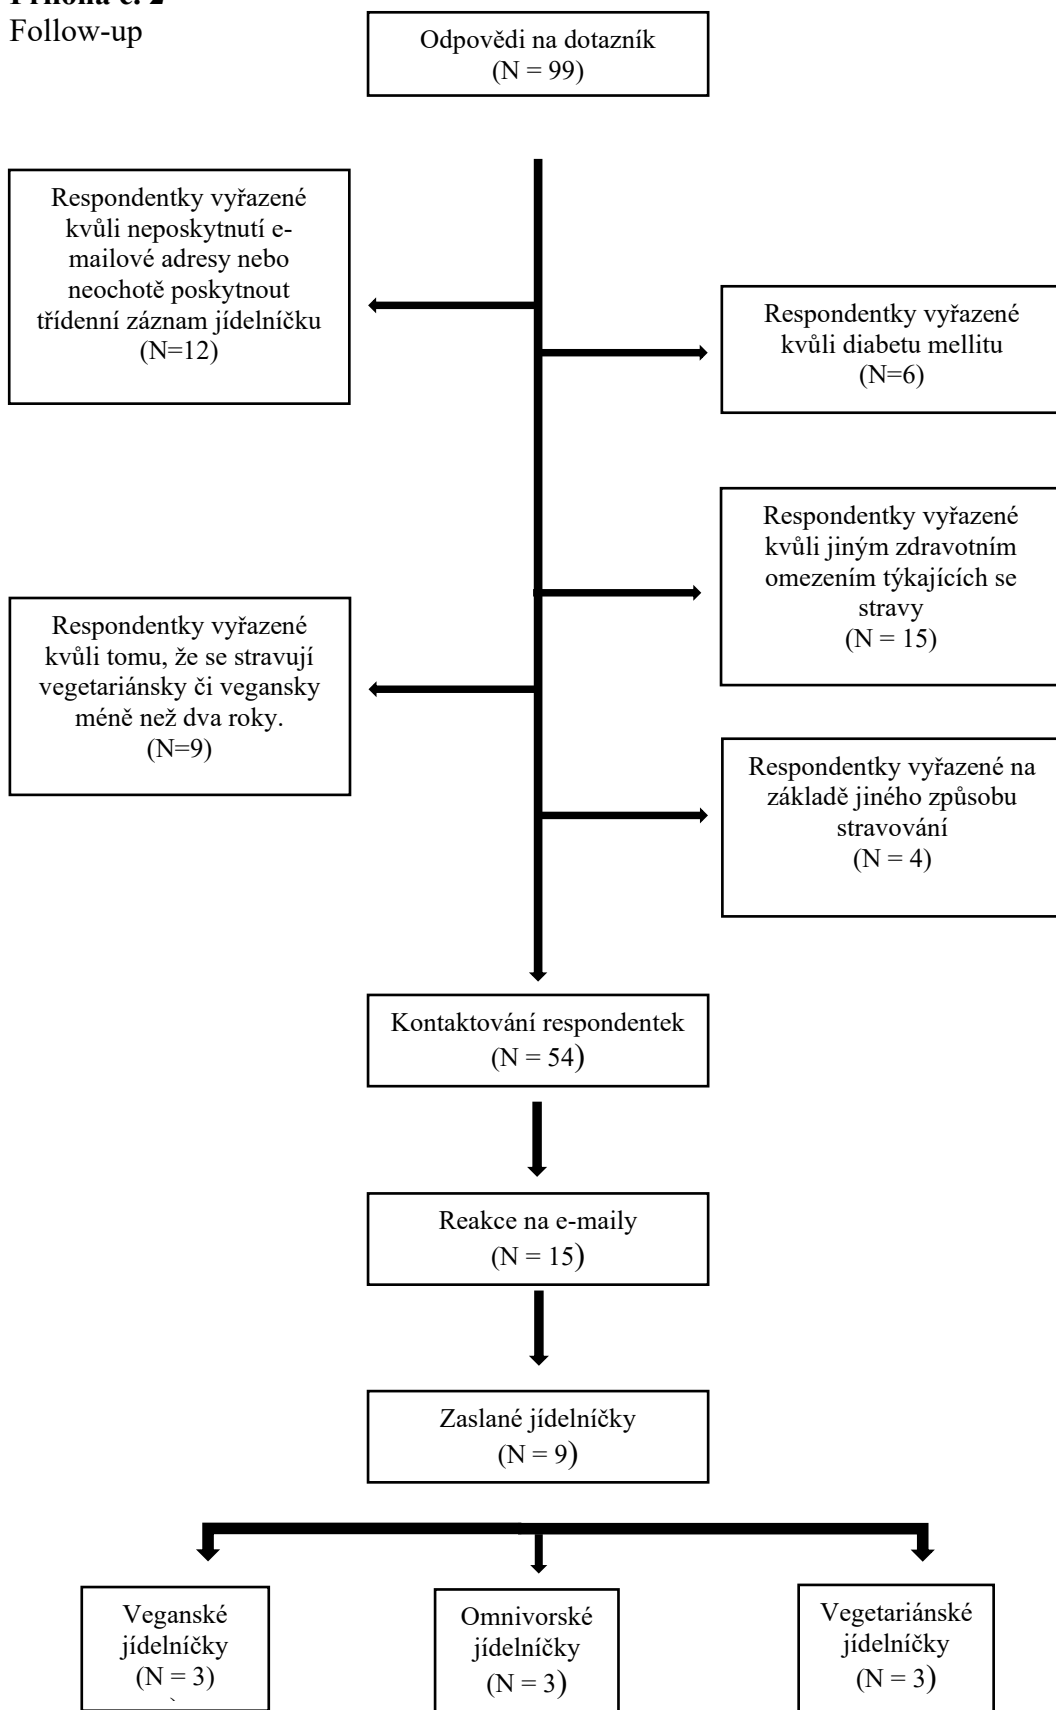 Příloha č. 2
Follow-up
Odpovědi na dotazník
(N = 99)
Respondentky vyřazené
kvůli neposkytnutí e-
mailové adresy nebo
neochotě poskytnout
třídenní záznam jídelníčku
(N=12)
Respondentky vyřazené
kvůli diabetu mellitu
(N=6)
Respondentky vyřazené
kvůli jiným zdravotním
omezením týkajících se
stravy
(N = 15)
Respondentky vyřazené
kvůli tomu, že se stravují
vegetariánsky či vegansky
méně než dva roky.
(N=9)
Respondentky vyřazené na
základě jiného způsobu
stravování
(N = 4)
Kontaktování respondentek
(N = 54)
Reakce na e-maily
(N = 15)
Zaslané jídelníčky
(N = 9)
Veganské
jídelníčky
(N = 3)
Omnivorské
jídelníčky
(N = 3)
Vegetariánské
jídelníčky
(N = 3)